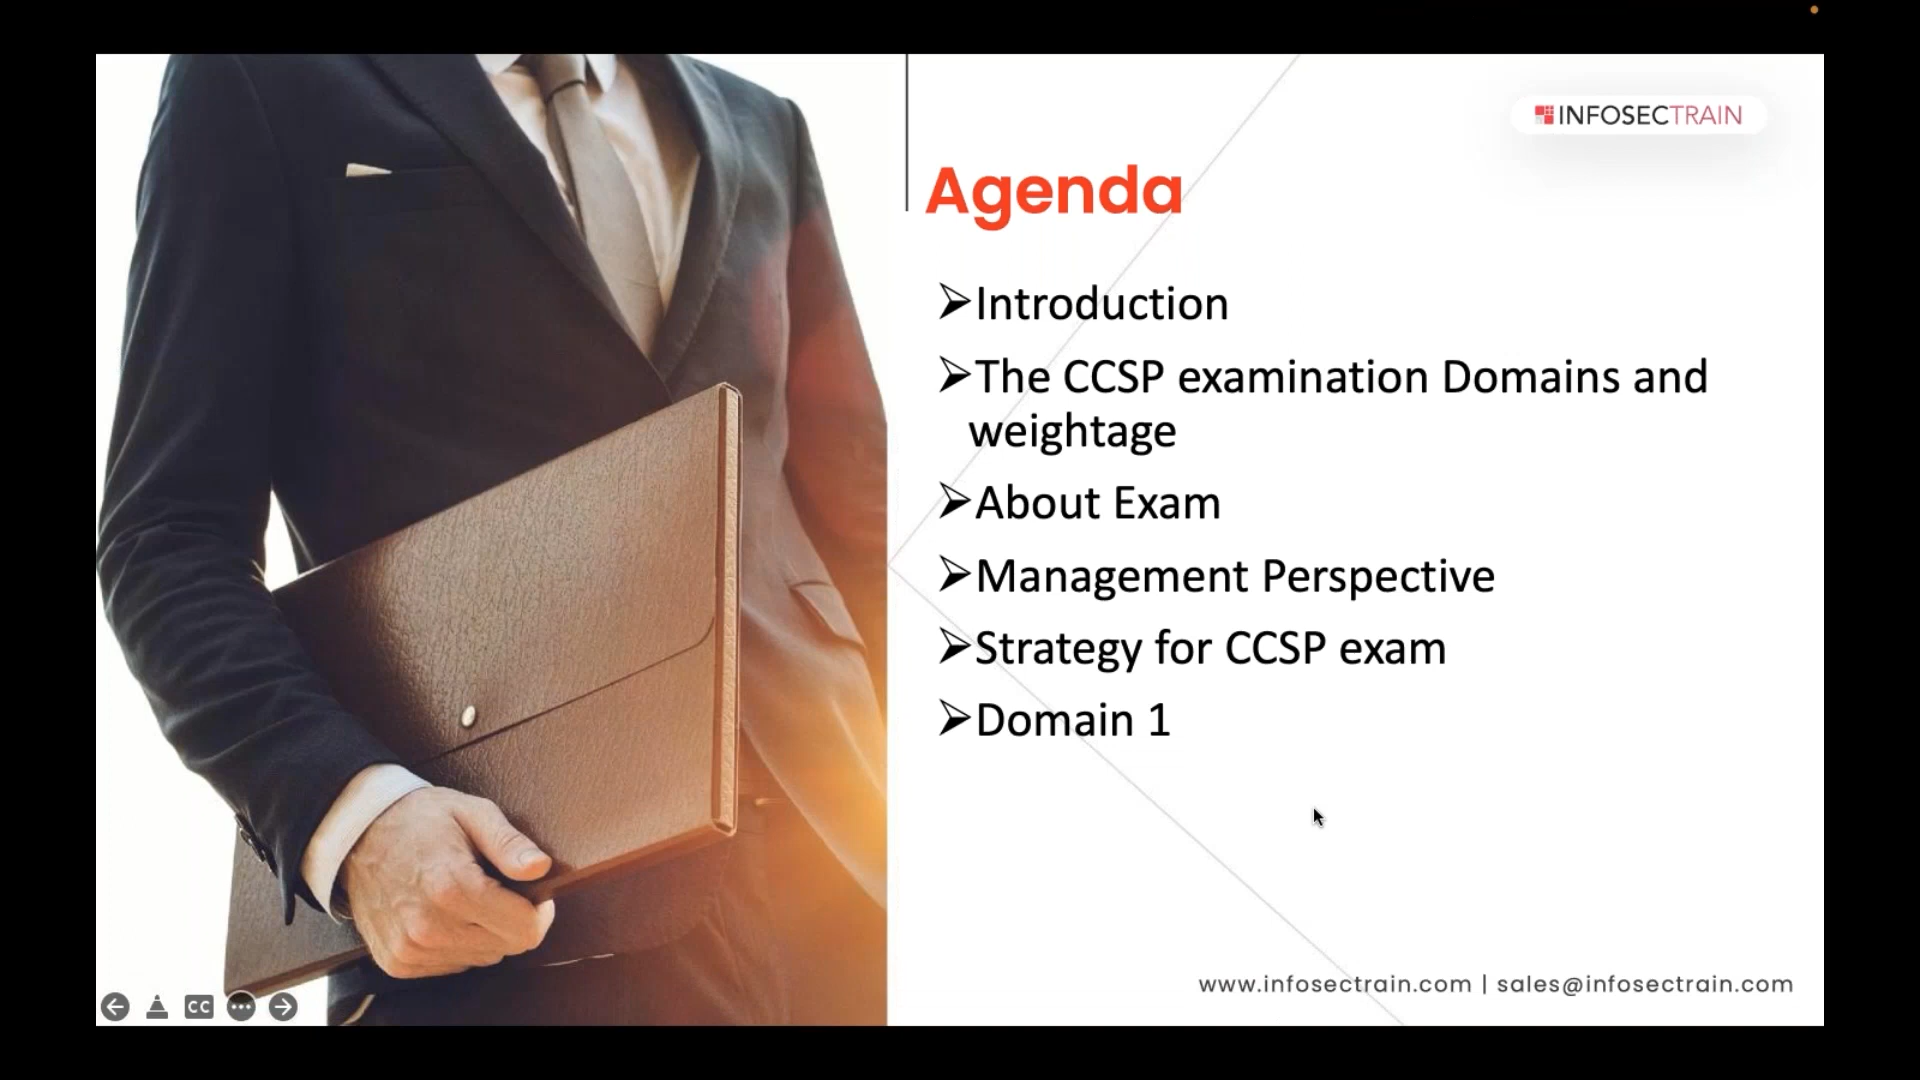 INFOSECTRAIN
Agenda
➢Introduction
➢The CCSP examination Domains and
weightage
➢About Exam
➢Management Perspective
➢Strategy for CCSP exam
➢Domain 1
www.infosectrain.com | sales@infosectrain.com
CC